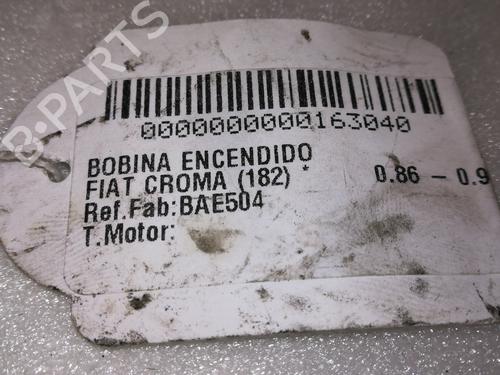 B-PARTS
0000000000163040
BOBINA ENCENDIDO
FIAT CROMA (182) * 0.86 - 0.9
Ref.Fab:BAE504
T.Motor: